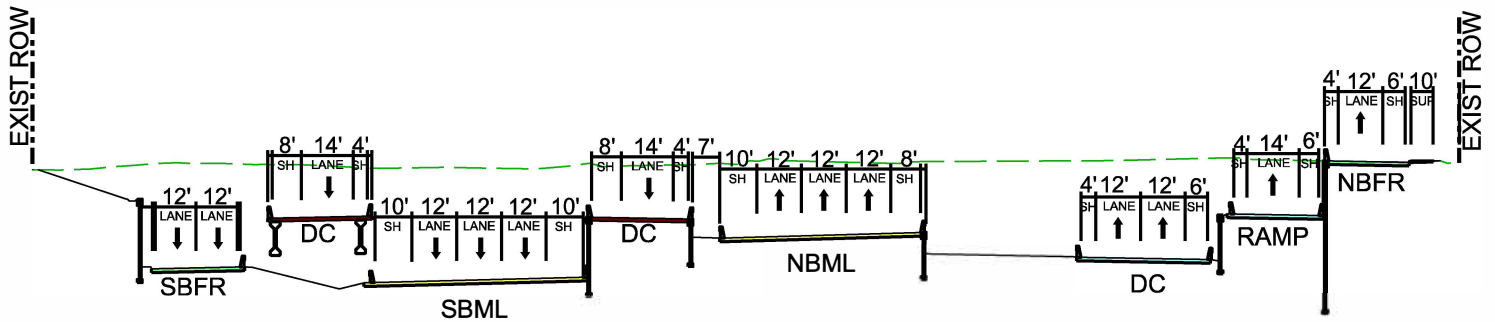 EXIST ROW
12' 12'
LANE LANE
SBFR
8' 14' 4'
SH LANE SH
DC
10' 12' 12' 12' 10'
SH LANE LANE LANE SH
SBML
8' 14' 4' 7'
SH LANE SH
DC
10' 12' 12' 12' 8'
SH LANE LANE LANE SH
NBML
4' 12' 12' 6'
SH LANE LANE SH
DC
4' 14' 6'
SH LANE SH
RAMP
4' 12' 6' 10'
SH LANE SH SUP
NBFR
EXIST ROW